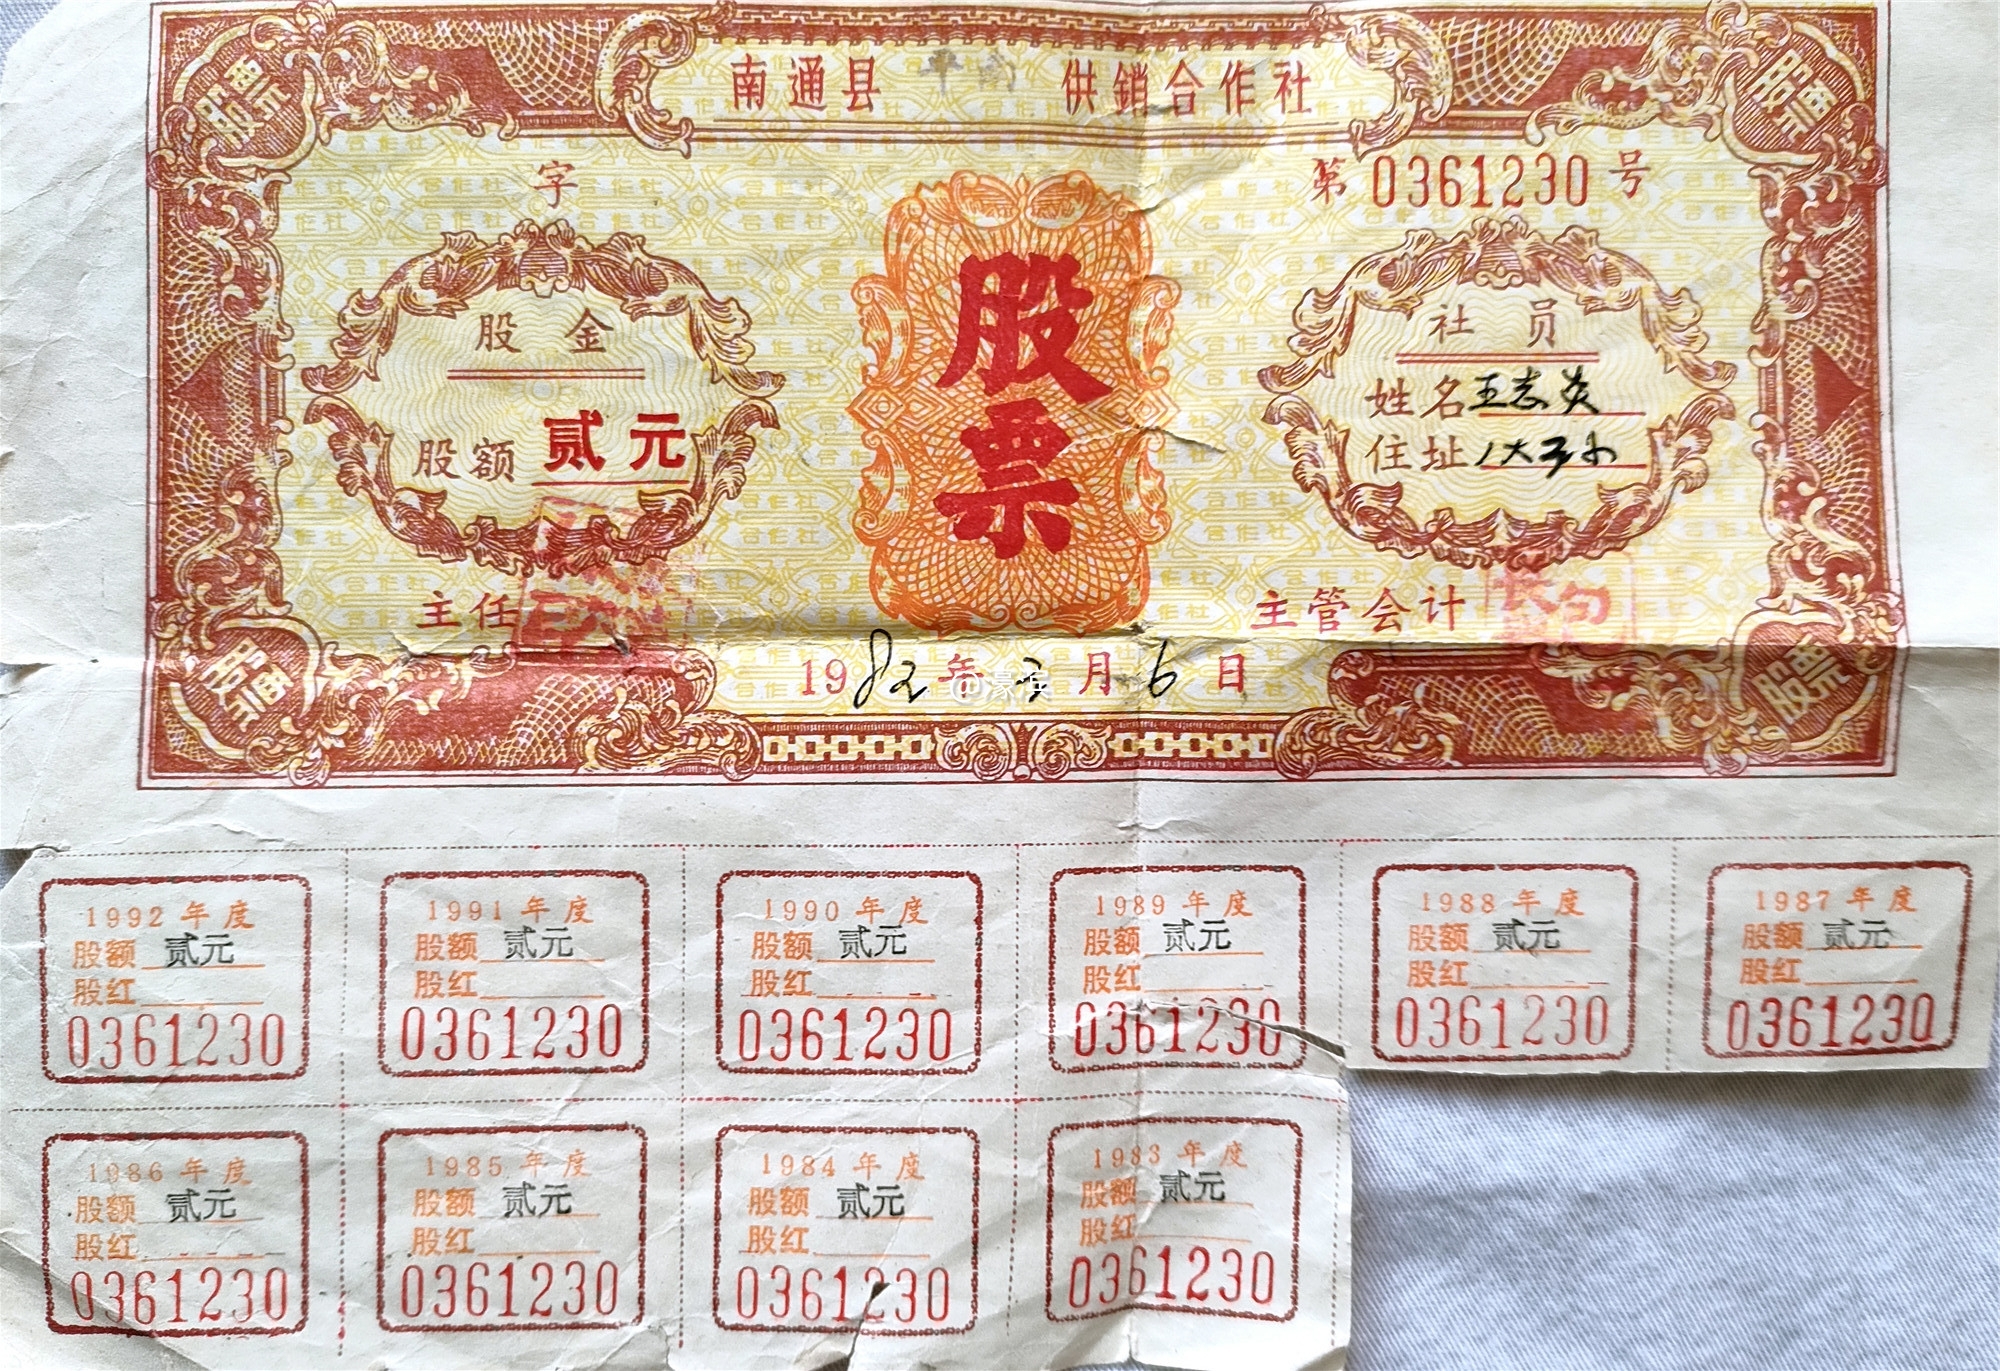 南通县 供銷合作社
股票 股票
字 第 0361230 号
股金
股额 贰元
股票
社员
姓名 王志炎
住址
主任 主管会计
1982年 月6日
股票 股票
1992年度 1991年度 1990年度 1989年度 1988年度 1987年度
股额 贰元 股额 贰元 股额 贰元 股额 贰元 股额 贰元 股额 贰元
股红 股红 股红 股红 股红 股红
0361230 0361230 0361230 0361230 0361230 0361230
1986年度 1985年度 1984年度 1983年度
股额 贰元 股额 贰元 股额 贰元 股额 贰元
股红 股红 股红 股红
0361230 0361230 0361230 0361230